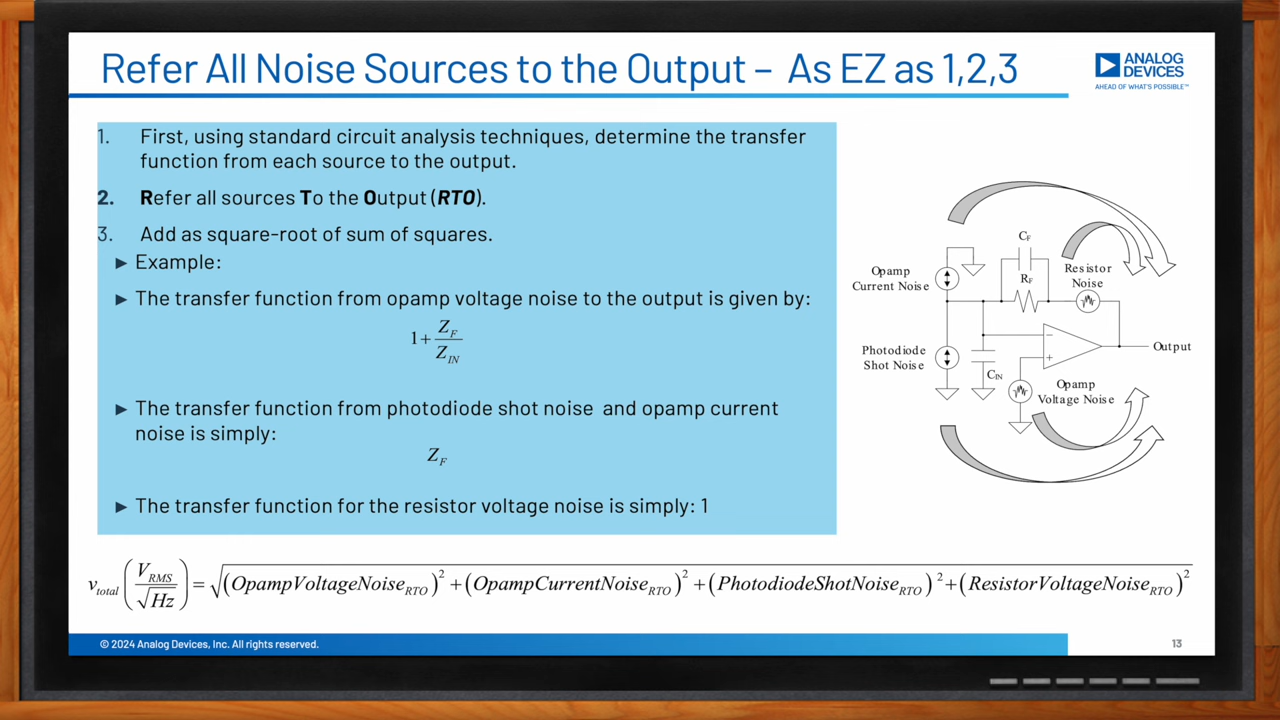 Refer All Noise Sources to the Output – As EZ as 1,2,3
ANALOG
DEVICES
AHEAD OF WHAT'S POSSIBLE™
1. First, using standard circuit analysis techniques, determine the transfer
function from each source to the output.
2. Refer all sources To the Output (RTO).
3. Add as square-root of sum of squares.
► Example:
► The transfer function from opamp voltage noise to the output is given by:
1 + Z_F / Z_IN
► The transfer function from photodiode shot noise and opamp current
noise is simply:
Z_F
► The transfer function for the resistor voltage noise is simply: 1
C_F
Opamp
Current Noise
R_F
Resistor
Noise
Photodiode
Shot Noise
C_IN
−
+
Output
Opamp
Voltage Noise
v_total (V_RMS / √Hz) = √((OpampVoltageNoise_RTO)^2 + (OpampCurrentNoise_RTO)^2 + (PhotodiodeShotNoise_RTO)^2 + (ResistorVoltageNoise_RTO)^2)
© 2024 Analog Devices, Inc. All rights reserved.
13